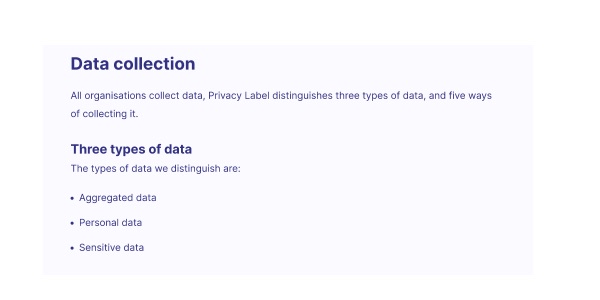 Data collection
All organisations collect data, Privacy Label distinguishes three types of data, and five ways
of collecting it.
Three types of data
The types of data we distinguish are:
• Aggregated data
• Personal data
• Sensitive data